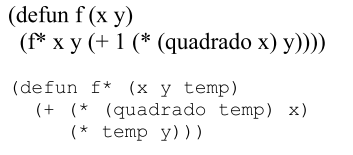 (defun f (x y)
(f* x y (+ 1 (* (quadrado x) y))))
(defun f* (x y temp)
(+ (* (quadrado temp) x)
(* temp y)))